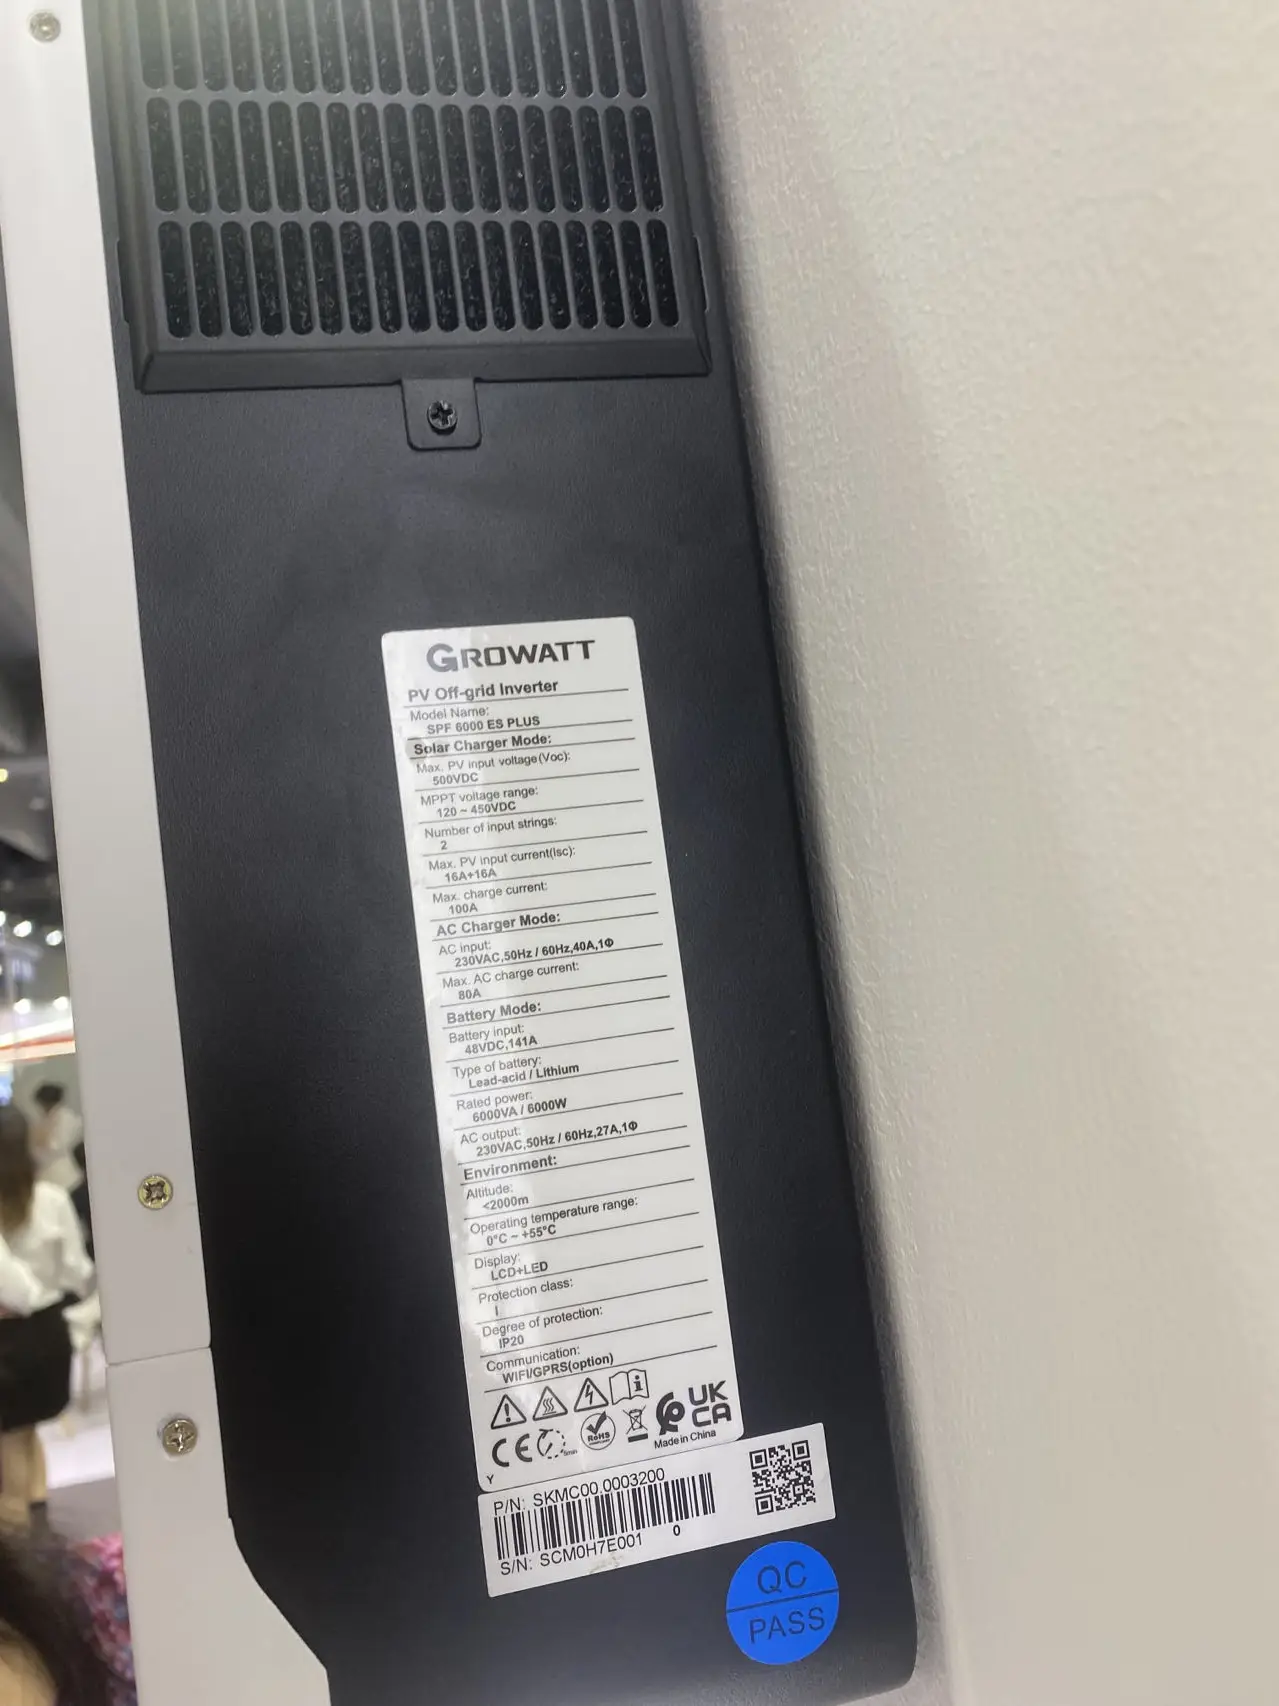 GROWATT
PV Off-grid Inverter
Model Name:
SPF 6000 ES PLUS
Solar Charger Mode:
Max. PV input voltage(Voc):
500VDC
MPPT voltage range:
120 ~ 450VDC
Number of input strings:
2
Max. PV input current(Isc):
16A+16A
Max. charge current:
100A
AC Charger Mode:
AC input:
230VAC,50Hz / 60Hz,40A,1Φ
Max. AC charge current:
80A
Battery Mode:
Battery input:
48VDC,141A
Type of battery:
Lead-acid / Lithium
Rated power:
6000VA / 6000W
AC output:
230VAC,50Hz / 60Hz,27A,1Φ
Environment:
Altitude:
<2000m
Operating temperature range:
0°C ~ +55°C
Display:
LCD+LED
Protection class:
I
Degree of protection:
IP20
Communication:
WIFI/GPRS(option)
UK
CA
CE
5min
RoHS
Made in China
Y
P/N: SKMC00.0003200
0
S/N: SCM0H7E001
QC
PASS